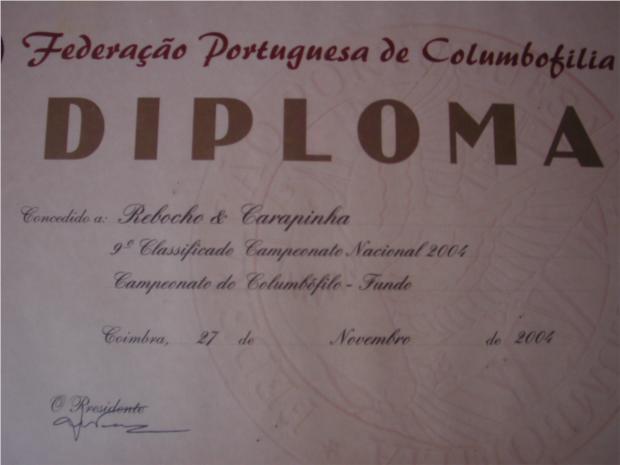 Federação Portuguesa de Columbofilia
DIPLOMA
Concedido a: Rebocho & Carapinha
9º Classificado Campeonato Nacional 2004
Campeonato do Columbófilo - Fundo
Coimbra, 27 de Novembro de 2004
O Presidente